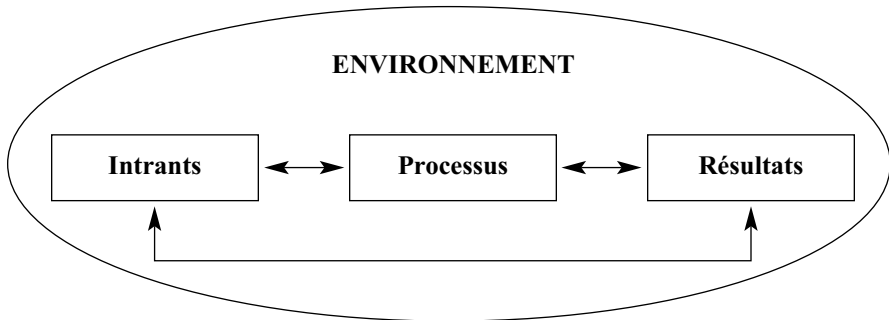 ENVIRONNEMENT
Intrants
Processus
Résultats